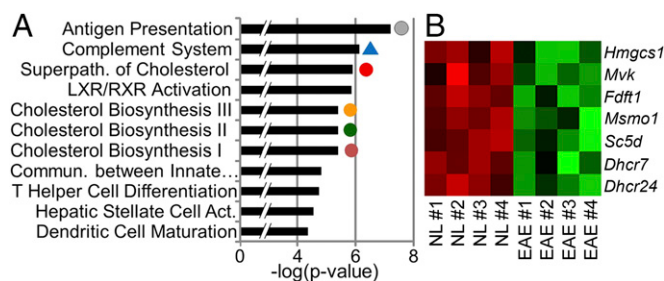 A
Antigen Presentation
Complement System
Superpath. of Cholesterol
LXR/RXR Activation
Cholesterol Biosynthesis III
Cholesterol Biosynthesis II
Cholesterol Biosynthesis I
Commun. between Innate...
T Helper Cell Differentiation
Hepatic Stellate Cell Act.
Dendritic Cell Maturation
0 4 6 8
-log(p-value)
B
Hmgcs1
Mvk
Fdft1
Msmo1
Sc5d
Dhcr7
Dhcr24
NL #1
NL #2
NL #3
NL #4
EAE #1
EAE #2
EAE #3
EAE #4